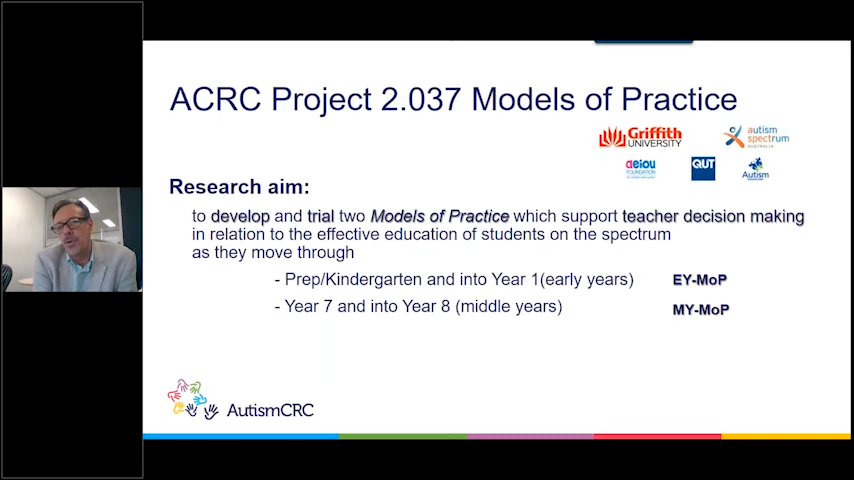 ACRC Project 2.037 Models of Practice
Griffith
UNIVERSITY
autism
spectrum
AUSTRALIA
aeiou
FOUNDATION
QUT
Autism
Research aim:
to develop and trial two Models of Practice which support teacher decision making
in relation to the effective education of students on the spectrum
as they move through
- Prep/Kindergarten and into Year 1(early years) EY-MoP
- Year 7 and into Year 8 (middle years) MY-MoP
AutismCRC